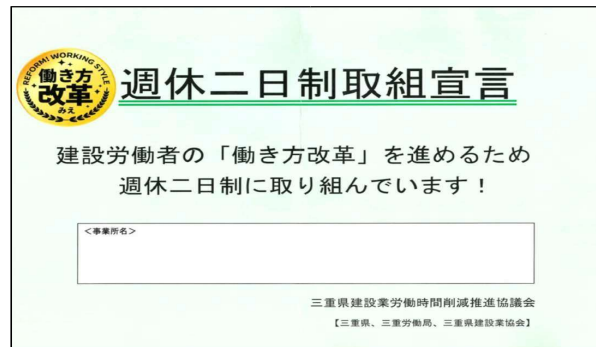 REFORM! WORKING STYLE
働き方
改革
みえ
週休二日制取組宣言
建設労働者の「働き方改革」を進めるため
週休二日制に取り組んでいます！
＜事業所名＞
三重県建設業労働時間削減推進協議会
【三重県、三重労働局、三重県建設業協会】